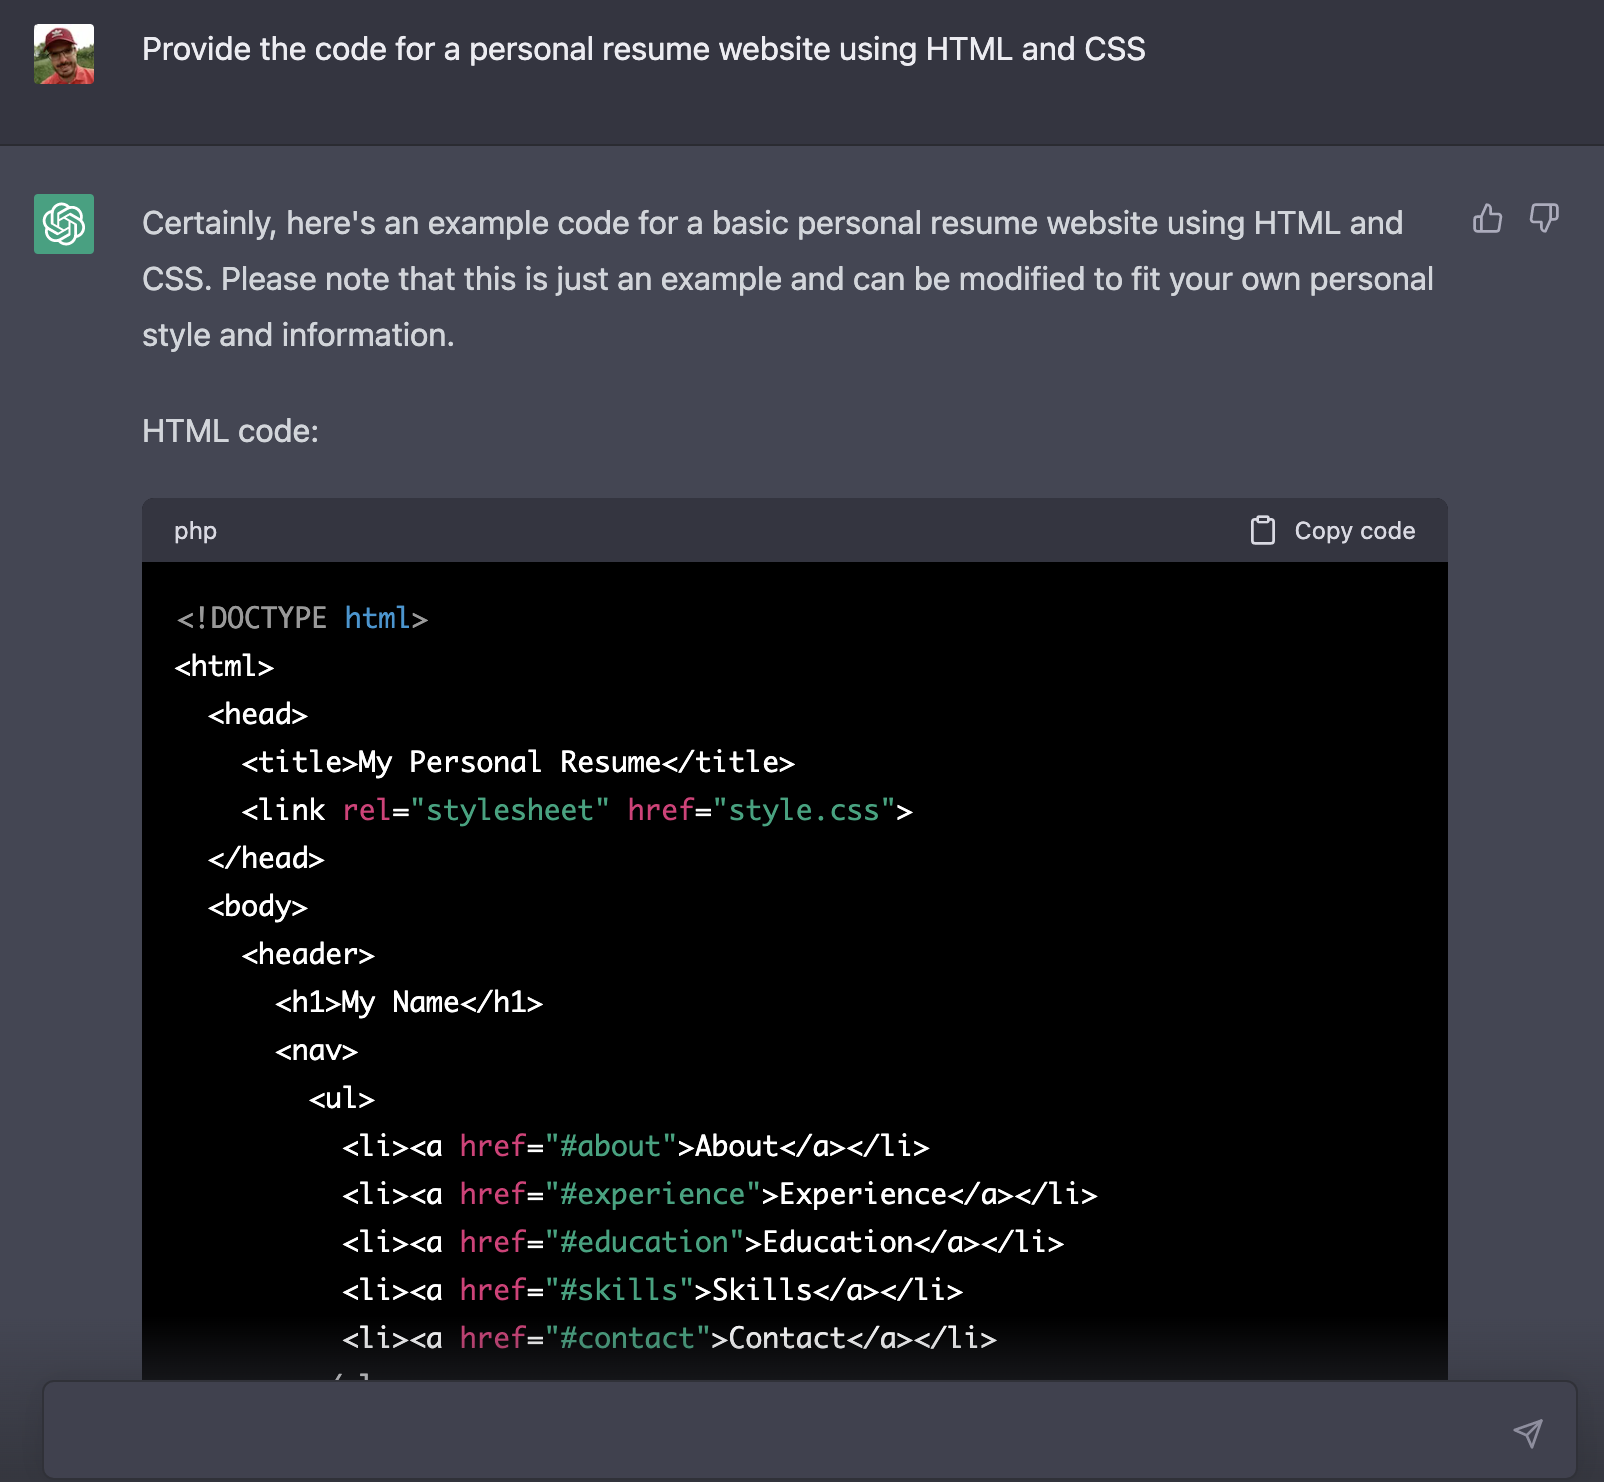 Provide the code for a personal resume website using HTML and CSS
Certainly, here's an example code for a basic personal resume website using HTML and
CSS. Please note that this is just an example and can be modified to fit your own personal
style and information.
HTML code:
php Copy code
<!DOCTYPE html>
<html>
  <head>
    <title>My Personal Resume</title>
    <link rel="stylesheet" href="style.css">
  </head>
  <body>
    <header>
      <h1>My Name</h1>
      <nav>
        <ul>
          <li><a href="#about">About</a></li>
          <li><a href="#experience">Experience</a></li>
          <li><a href="#education">Education</a></li>
          <li><a href="#skills">Skills</a></li>
          <li><a href="#contact">Contact</a></li>